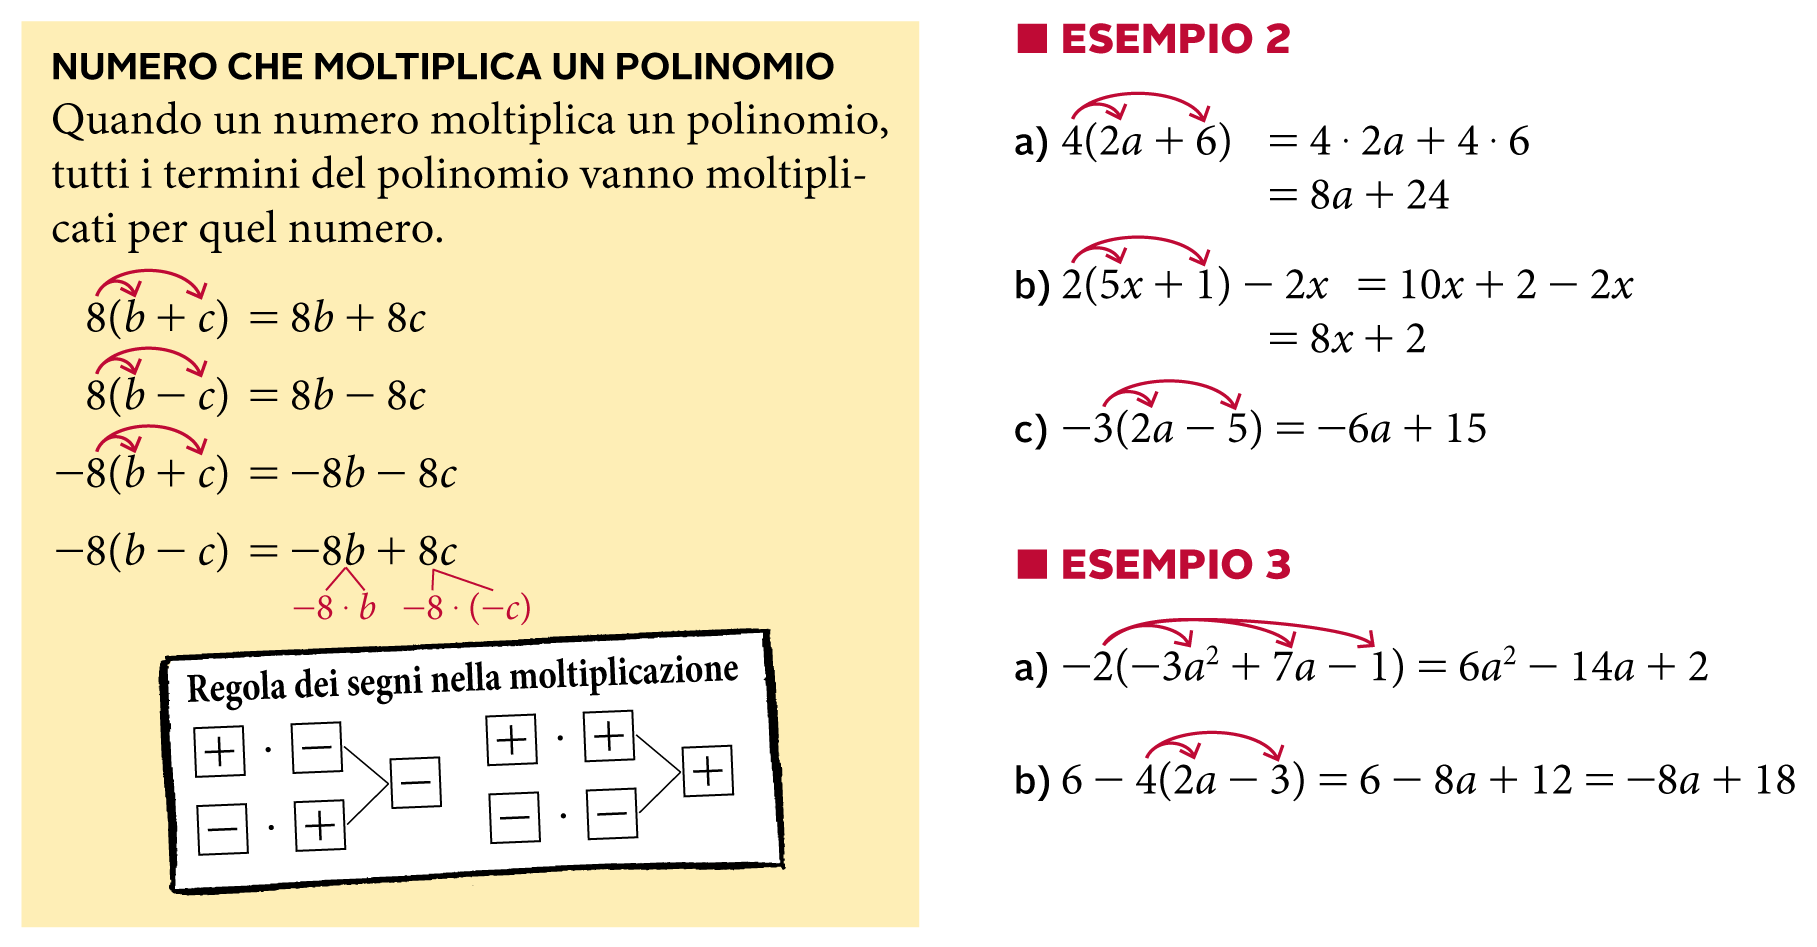 NUMERO CHE MOLTIPLICA UN POLINOMIO
Quando un numero moltiplica un polinomio,
tutti i termini del polinomio vanno moltipli-
cati per quel numero.
8(b + c) = 8b + 8c
8(b − c) = 8b − 8c
−8(b + c) = −8b − 8c
−8(b − c) = −8b + 8c
−8 · b −8 · (−c)
Regola dei segni nella moltiplicazione
+ · − + · +
− +
− · + − · −
■ ESEMPIO 2
a) 4(2a + 6) = 4 · 2a + 4 · 6
= 8a + 24
b) 2(5x + 1) − 2x = 10x + 2 − 2x
= 8x + 2
c) −3(2a − 5) = −6a + 15
■ ESEMPIO 3
a) −2(−3a² + 7a − 1) = 6a² − 14a + 2
b) 6 − 4(2a − 3) = 6 − 8a + 12 = −8a + 18